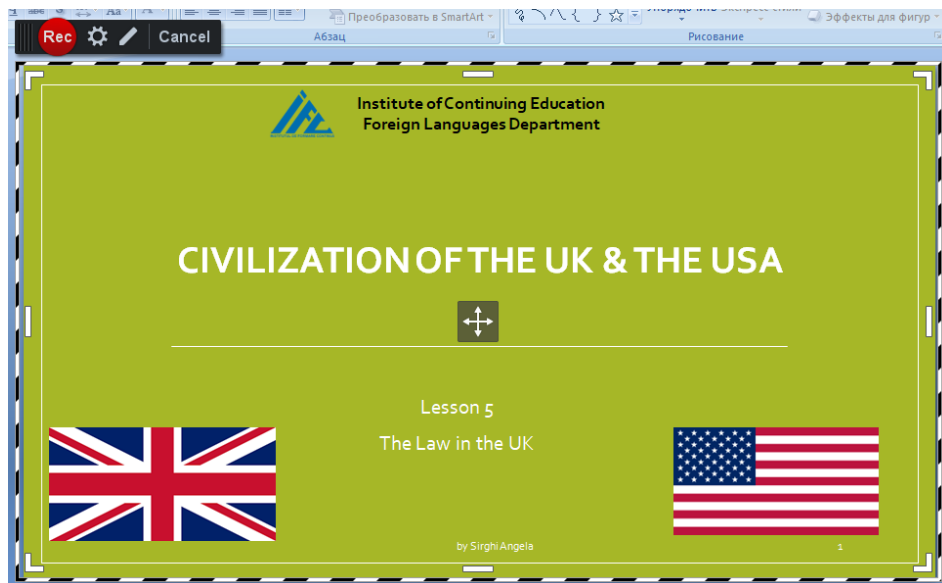 Преобразовать в SmartArt
Эффекты для фигур
Rec Cancel
Абзац
Рисование
Institute of Continuing Education
Foreign Languages Department
CIVILIZATION OF THE UK & THE USA
Lesson 5
The Law in the UK
by Sirghi Angela
1